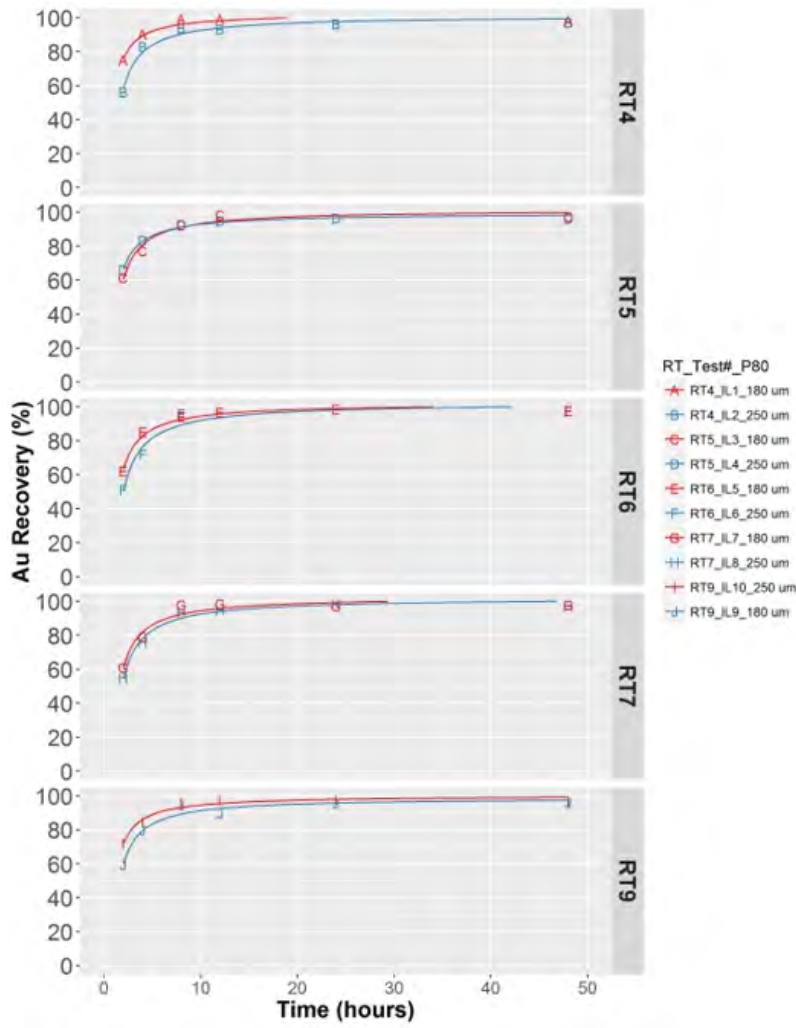 100
80
60
40
20
0
RT4
100
80
60
40
20
0
RT5
100
80
60
40
20
0
RT6
100
80
60
40
20
0
RT7
100
80
60
40
20
0
RT9
0 10 20 30 40 50
Time (hours)
Au Recovery (%)
RT_Test#_P80
A RT4_IL1_180 um
B RT4_IL2_250 um
C RT5_IL3_180 um
D RT5_IL4_250 um
E RT6_IL5_180 um
F RT6_IL6_250 um
G RT7_IL7_180 um
H RT7_IL8_250 um
I RT9_IL10_250 um
J RT9_IL9_180 um